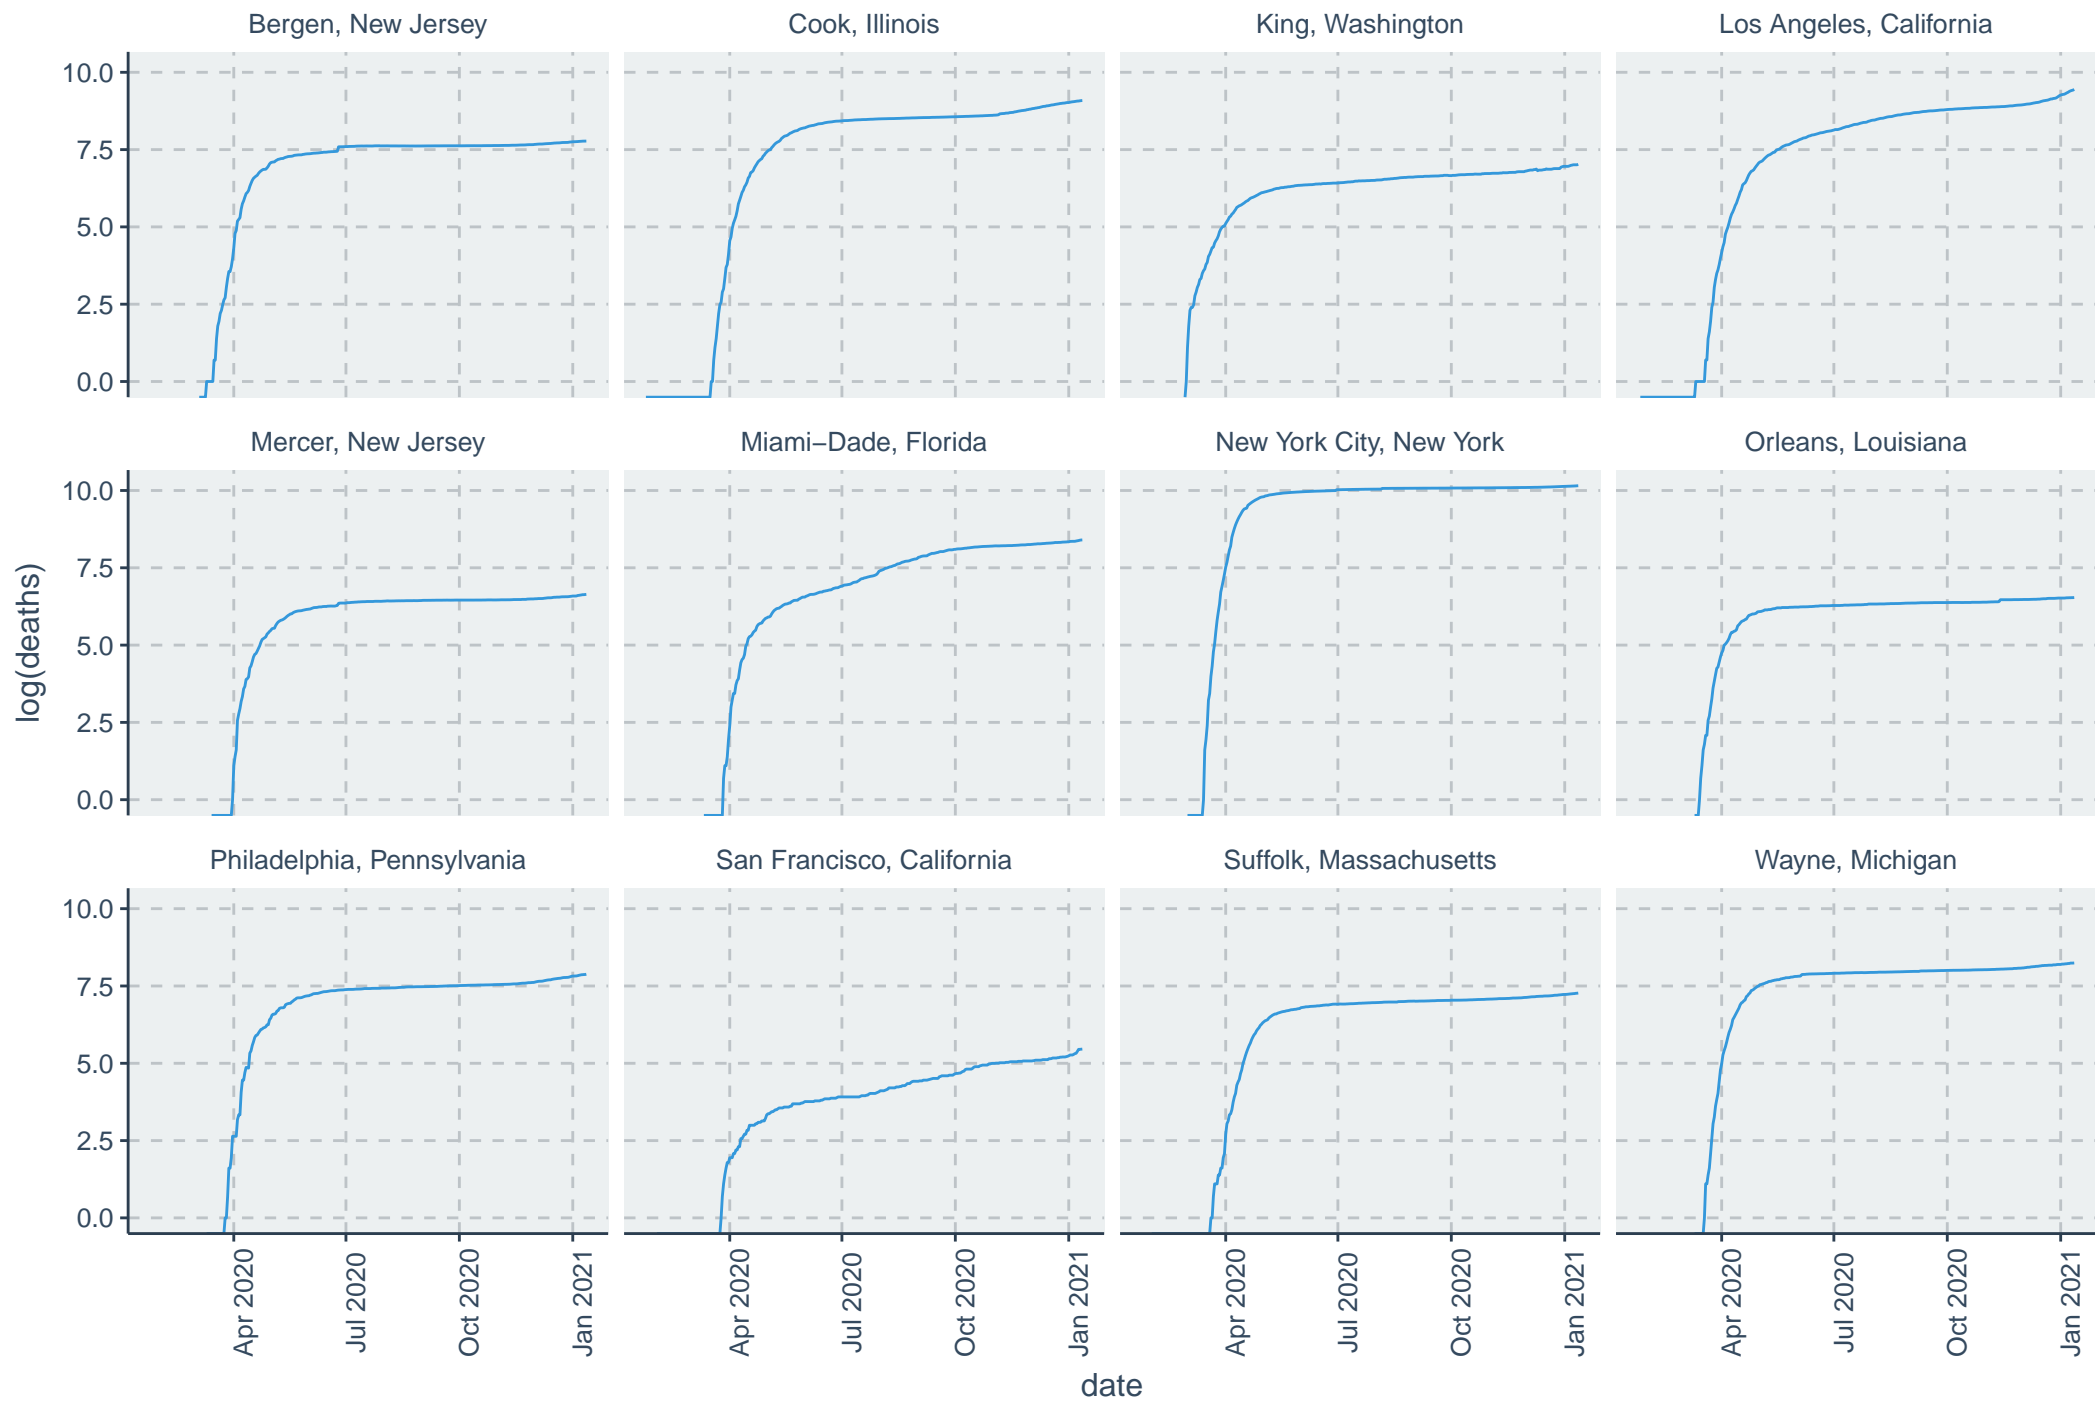 Bergen, New Jersey
Cook, Illinois
King, Washington
Los Angeles, California
10.0
7.5
5.0
2.5
0.0
Mercer, New Jersey
Miami−Dade, Florida
New York City, New York
Orleans, Louisiana
10.0
7.5
5.0
2.5
0.0
log(deaths)
Philadelphia, Pennsylvania
San Francisco, California
Suffolk, Massachusetts
Wayne, Michigan
10.0
7.5
5.0
2.5
0.0
Apr 2020
Jul 2020
Oct 2020
Jan 2021
Apr 2020
Jul 2020
Oct 2020
Jan 2021
Apr 2020
Jul 2020
Oct 2020
Jan 2021
Apr 2020
Jul 2020
Oct 2020
Jan 2021
date